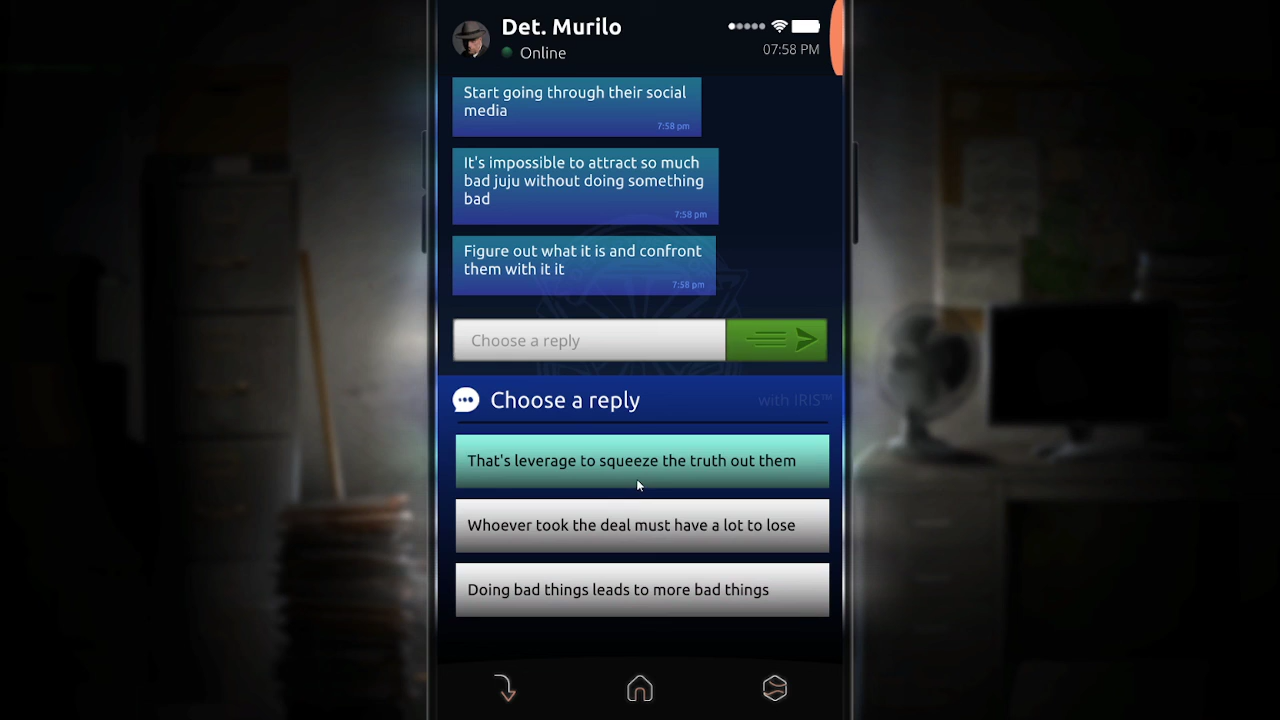 Det. Murilo
Online
07:58 PM
Start going through their social
media
7:58 pm
It's impossible to attract so much
bad juju without doing something
bad
7:58 pm
Figure out what it is and confront
them with it it
7:58 pm
Choose a reply
Choose a reply
with IRIS™
That's leverage to squeeze the truth out them
Whoever took the deal must have a lot to lose
Doing bad things leads to more bad things